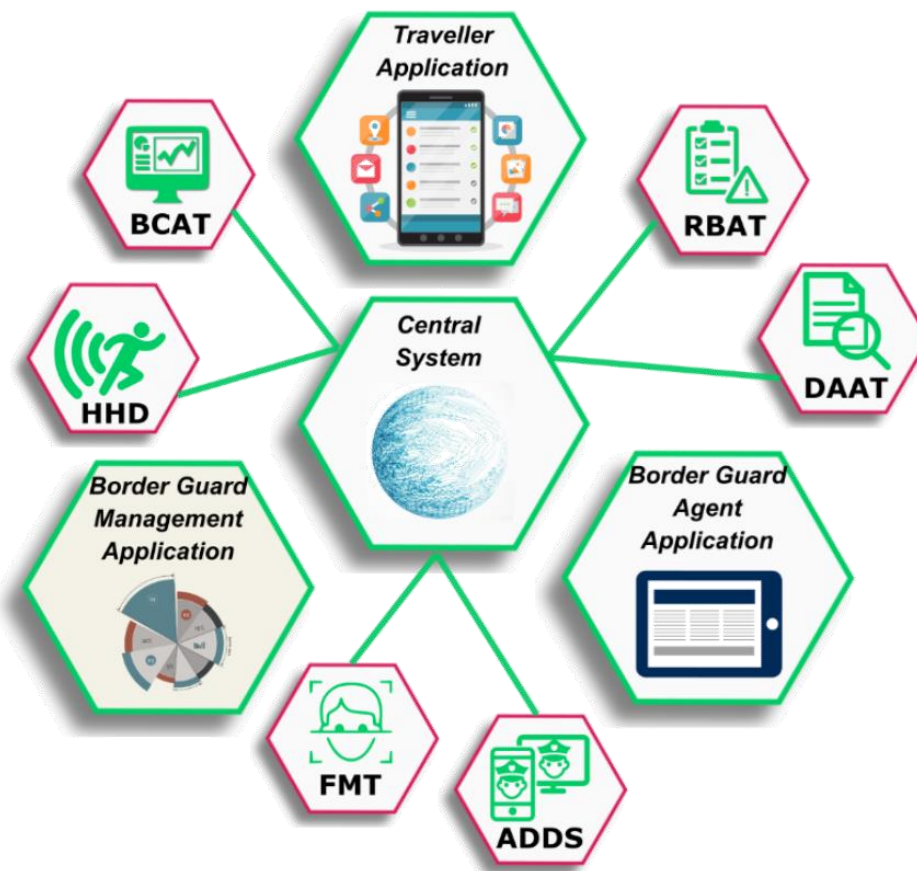 Traveller
Application
BCAT
RBAT
Central
System
HHD
DAAT
Border Guard
Management
Application
Border Guard
Agent
Application
FMT
ADDS